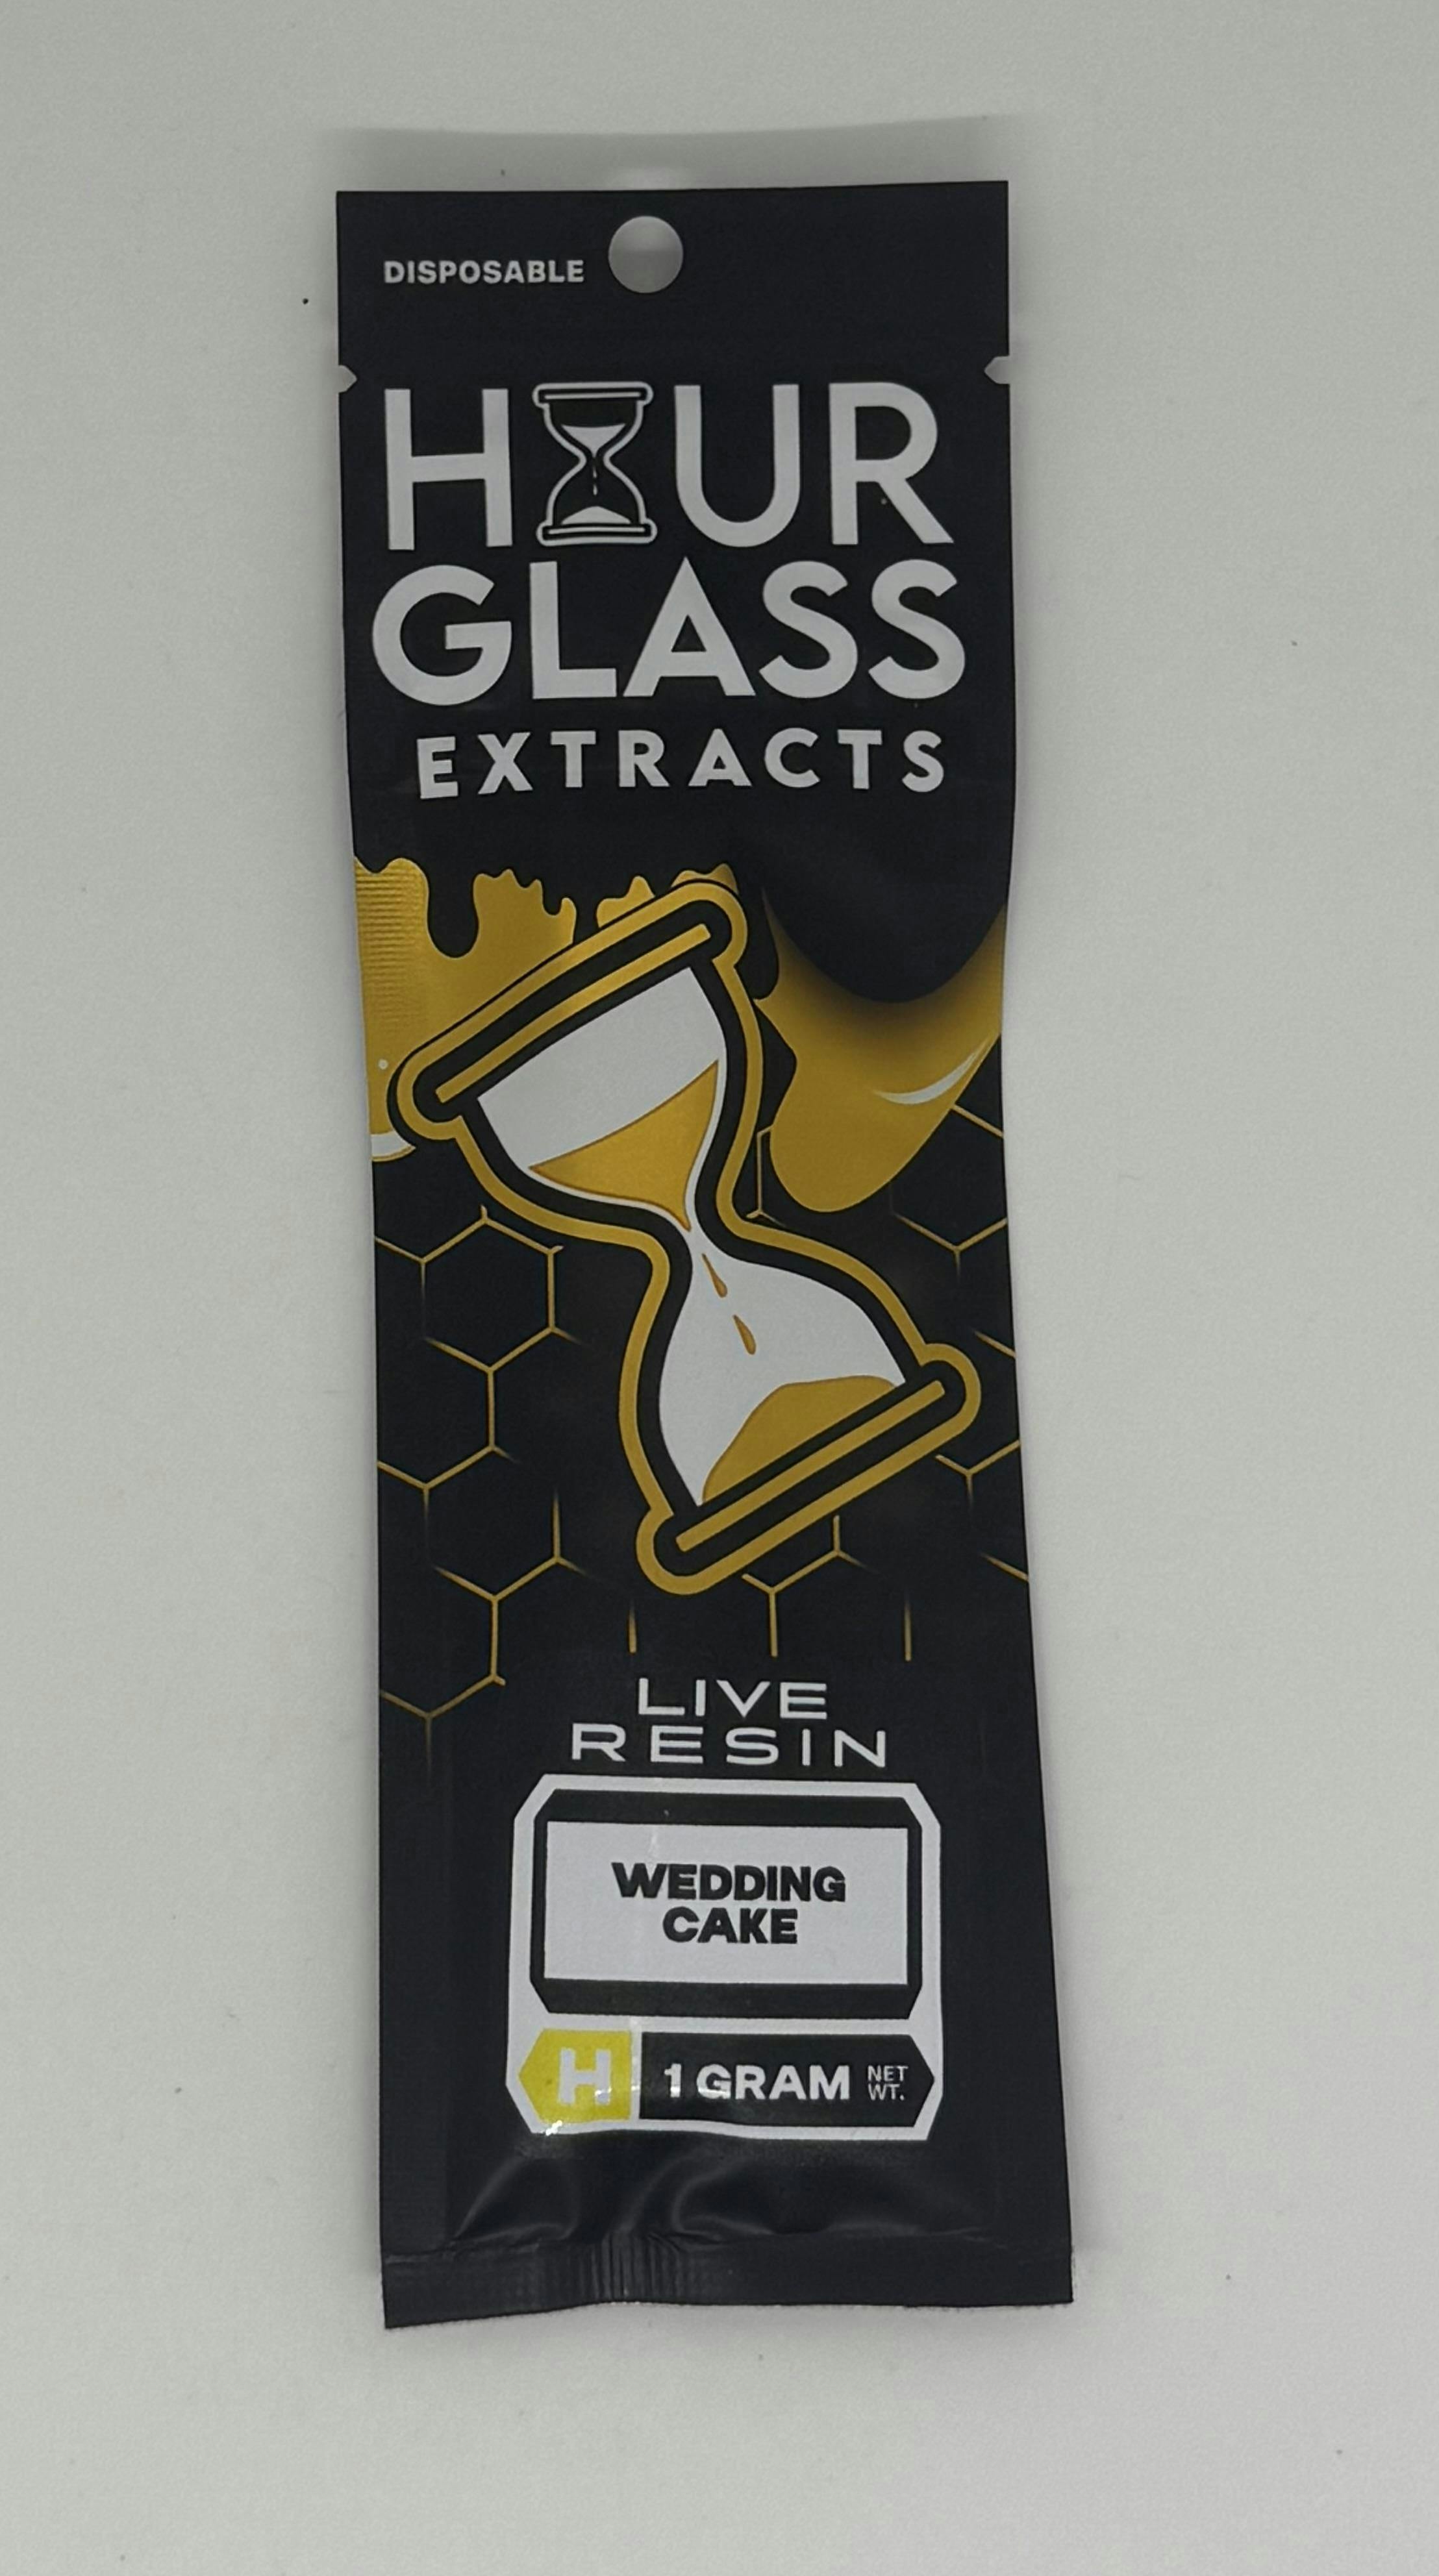 DISPOSABLE
HOUR
GLASS
EXTRACTS
LIVE
RESIN
WEDDING
CAKE
H 1 GRAM NET
WT.